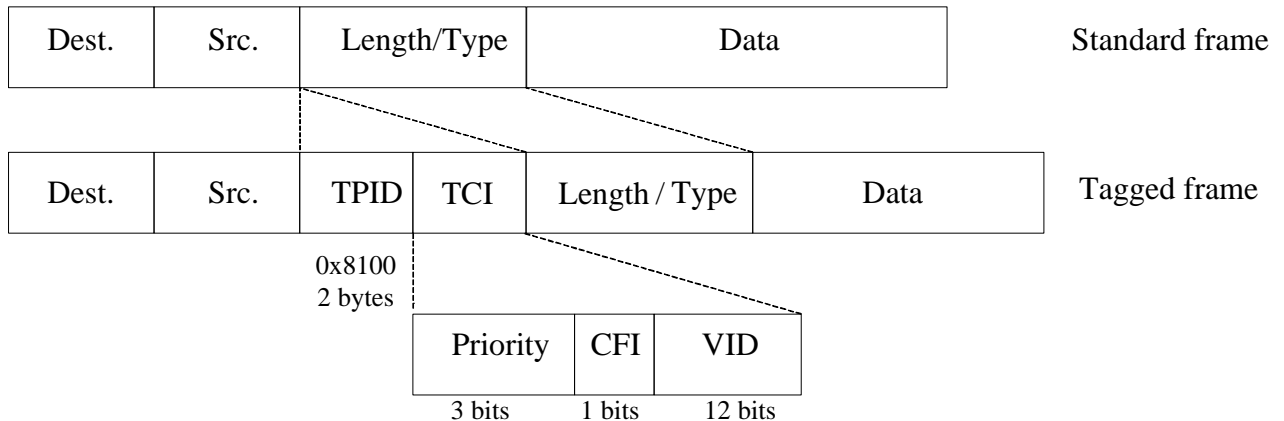 Dest. Src. Length/Type Data Standard frame
Dest. Src. TPID TCI Length / Type Data Tagged frame
0x8100
2 bytes
Priority CFI VID
3 bits 1 bits 12 bits